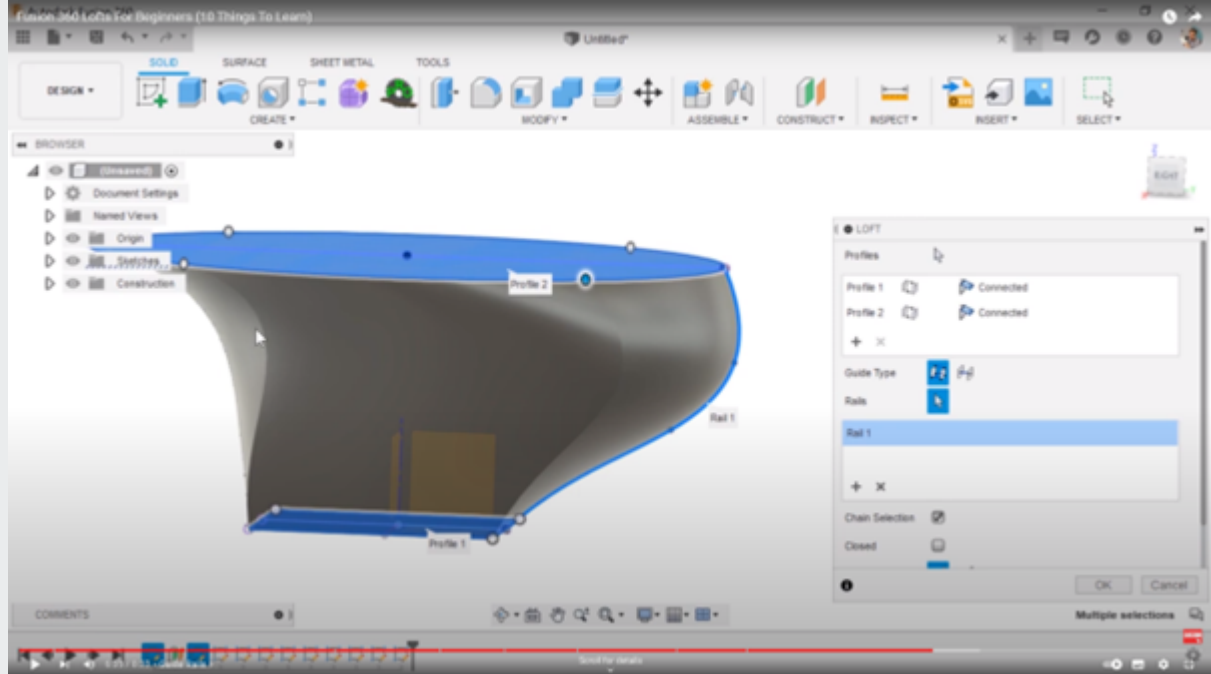 Fusion 360 Lofts For Beginners (10 Things To Learn)
Untitled*
SOLID SURFACE SHEET METAL TOOLS
DESIGN
CREATE MODIFY ASSEMBLE CONSTRUCT INSPECT INSERT SELECT
BROWSER
(Unsaved)
Document Settings
Named Views
Origin
Sketches
Construction
Profile 2
Rail 1
Profile 1
LOFT
Profiles
Profile 1 Connected
Profile 2 Connected
Guide Type
Rails
Rail 1
Chain Selection
Closed
OK Cancel
COMMENTS
Multiple selections
Scroll for details